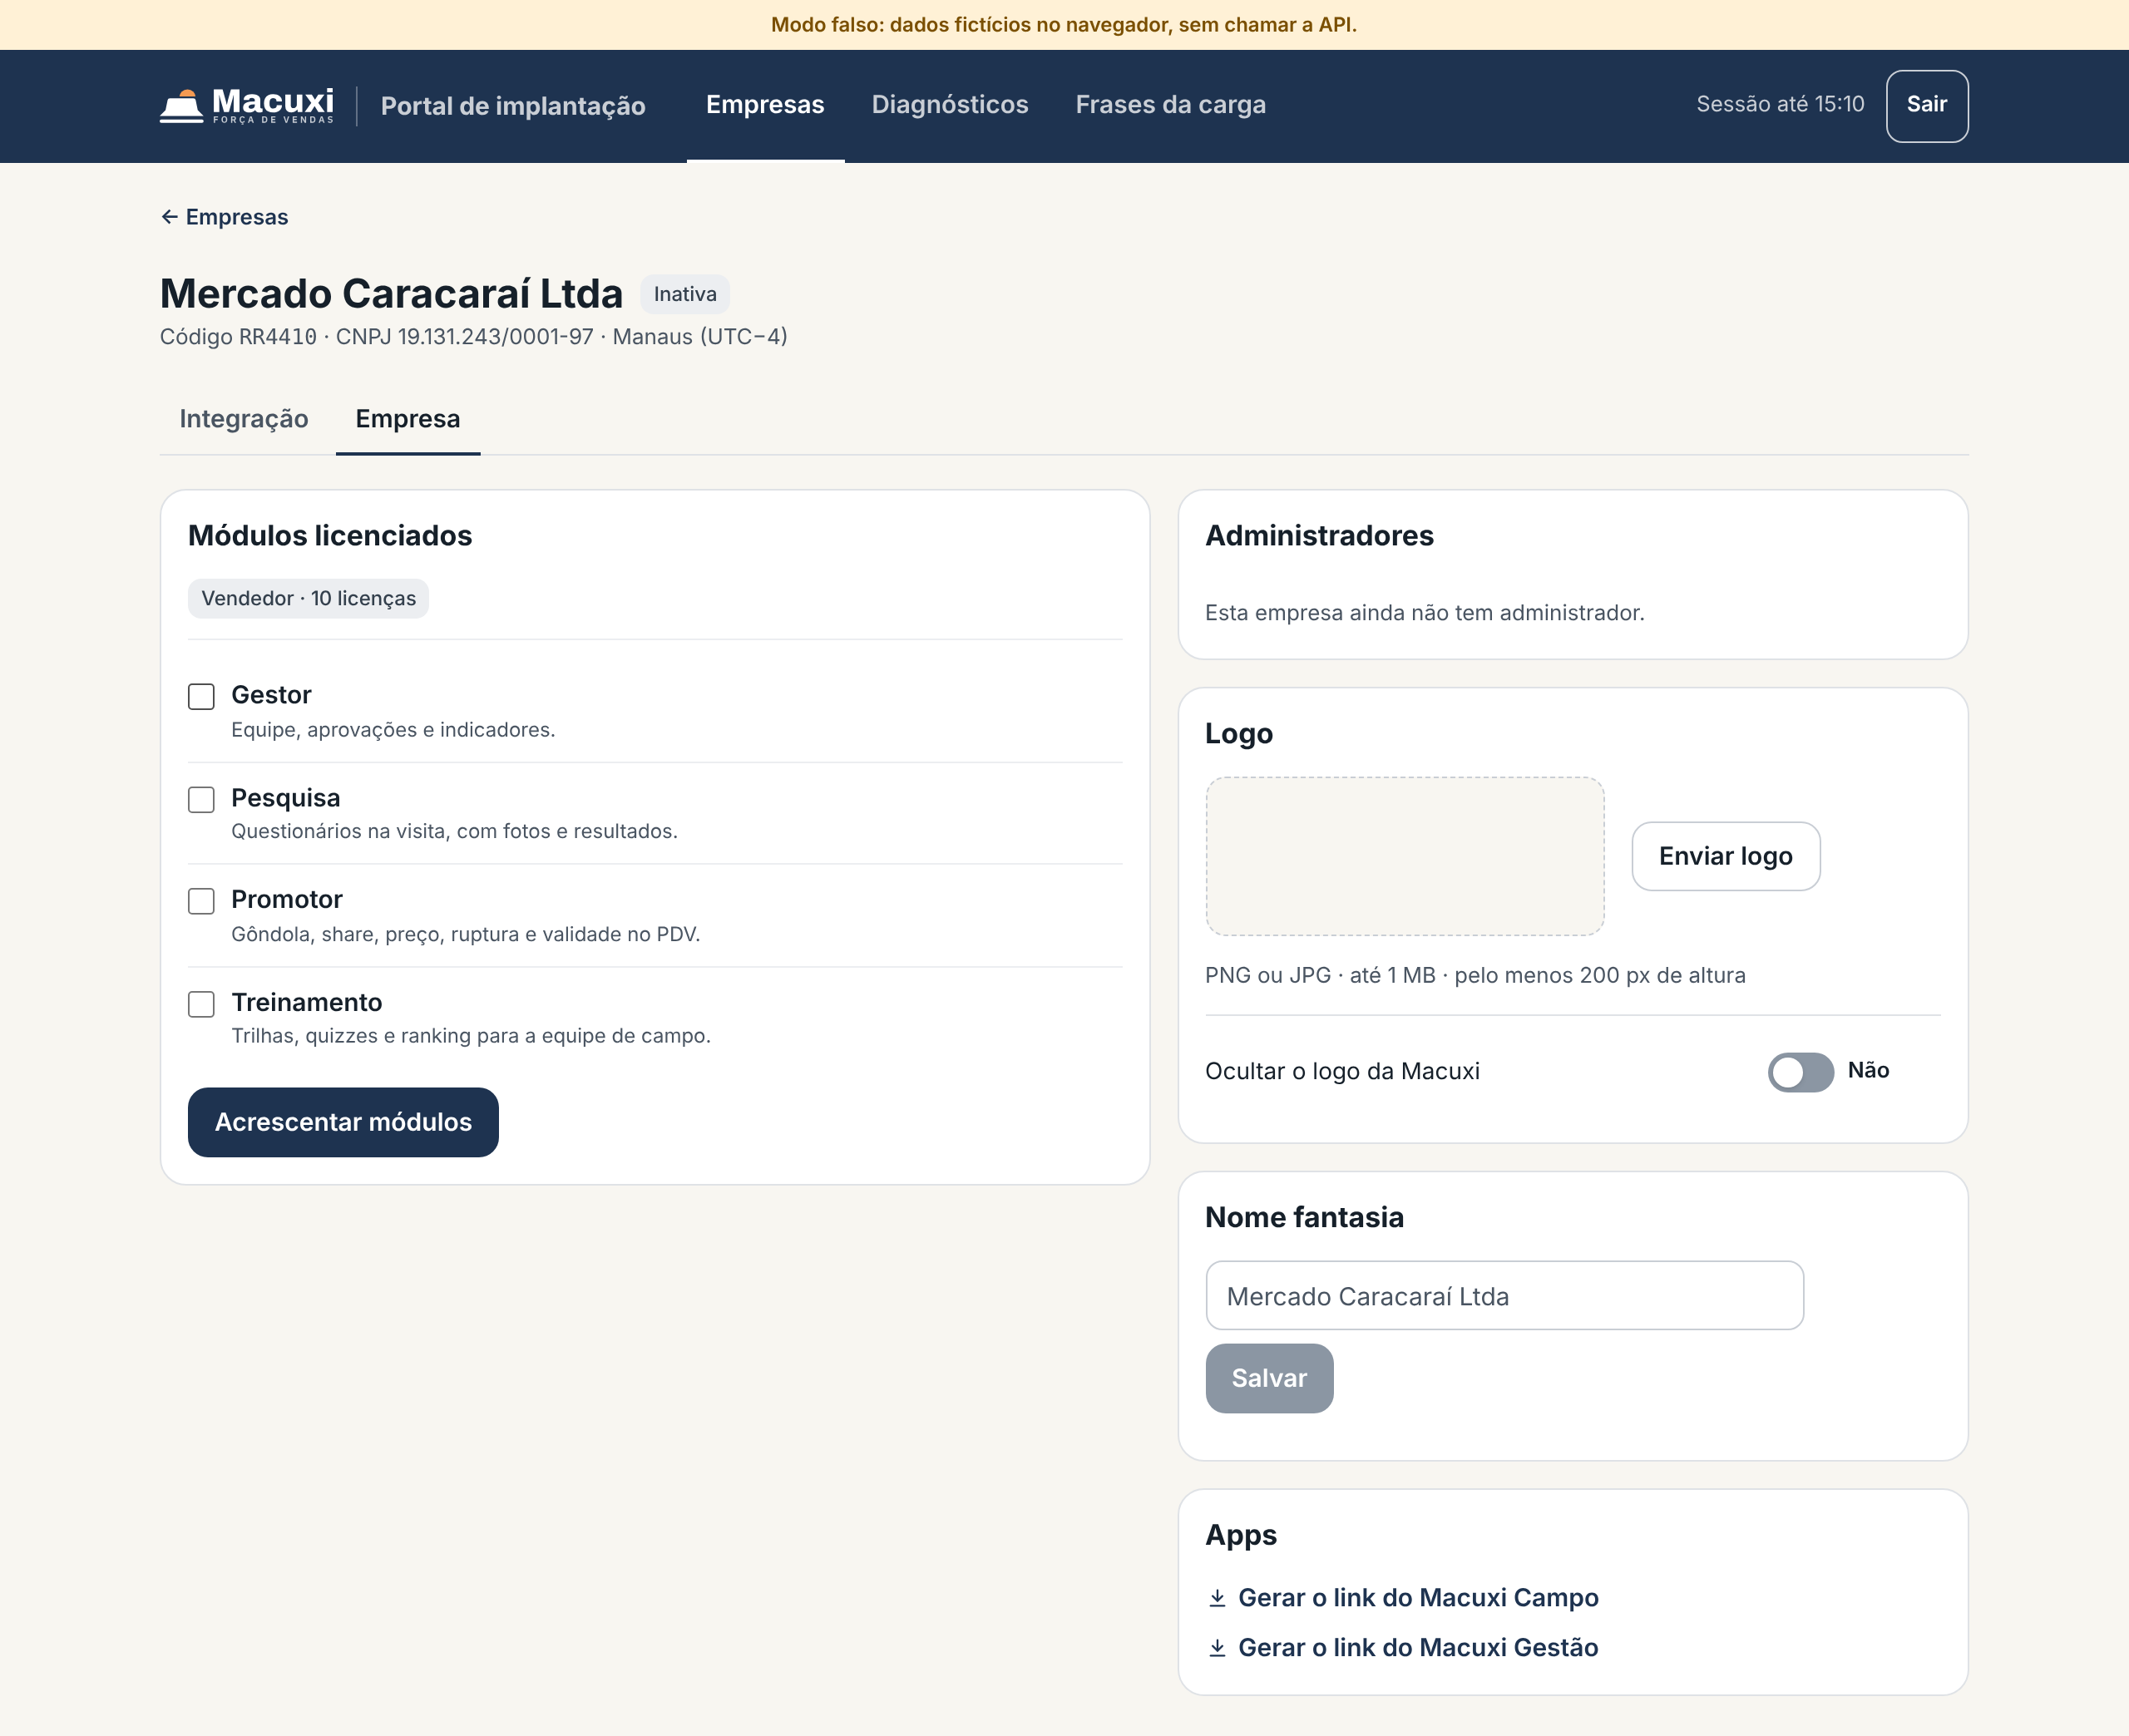 Modo falso: dados fictícios no navegador, sem chamar a API.
Macuxi
FORÇA DE VENDAS
Portal de implantação
Empresas
Diagnósticos
Frases da carga
Sessão até 15:10
Sair
← Empresas
Mercado Caracaraí Ltda
Inativa
Código RR4410 · CNPJ 19.131.243/0001-97 · Manaus (UTC−4)
Integração
Empresa
Módulos licenciados
Vendedor · 10 licenças
Gestor
Equipe, aprovações e indicadores.
Pesquisa
Questionários na visita, com fotos e resultados.
Promotor
Gôndola, share, preço, ruptura e validade no PDV.
Treinamento
Trilhas, quizzes e ranking para a equipe de campo.
Acrescentar módulos
Administradores
Esta empresa ainda não tem administrador.
Logo
Enviar logo
PNG ou JPG · até 1 MB · pelo menos 200 px de altura
Ocultar o logo da Macuxi
Não
Nome fantasia
Mercado Caracaraí Ltda
Salvar
Apps
Gerar o link do Macuxi Campo
Gerar o link do Macuxi Gestão